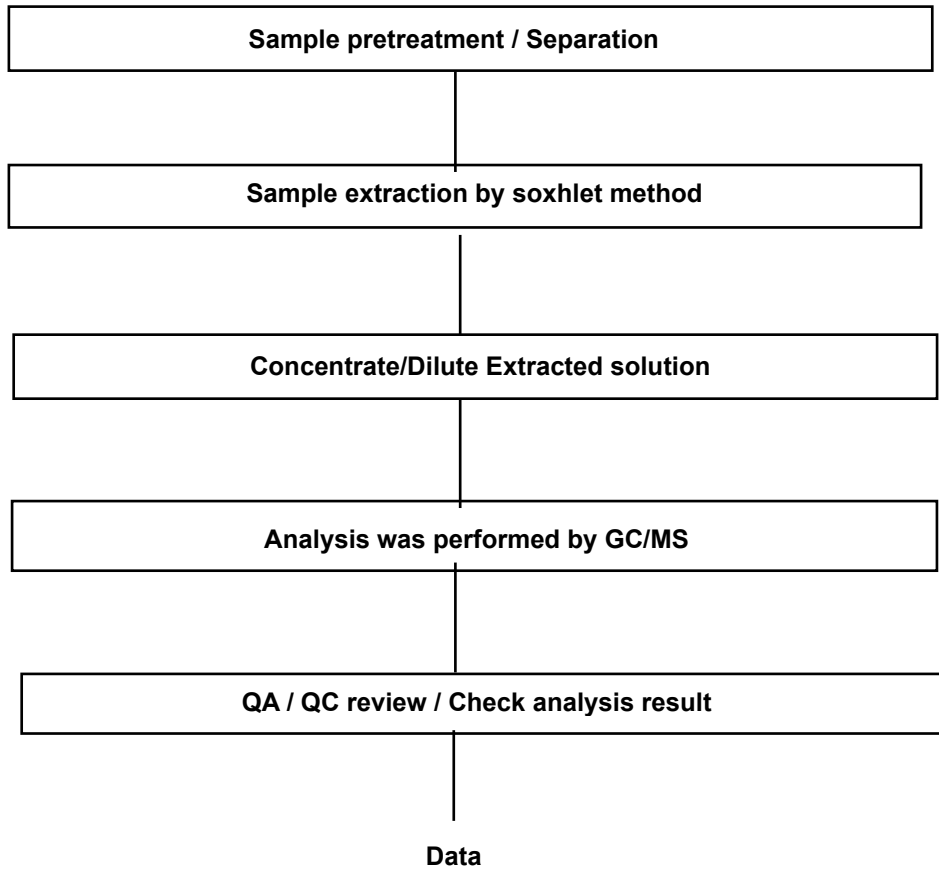 Sample pretreatment / Separation
Sample extraction by soxhlet method
Concentrate/Dilute Extracted solution
Analysis was performed by GC/MS
QA / QC review / Check analysis result
Data